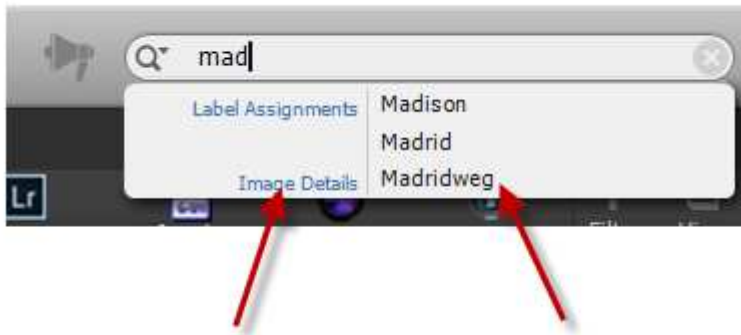 mad
Label Assignments Madison
Madrid
Image Details Madridweg
Lr